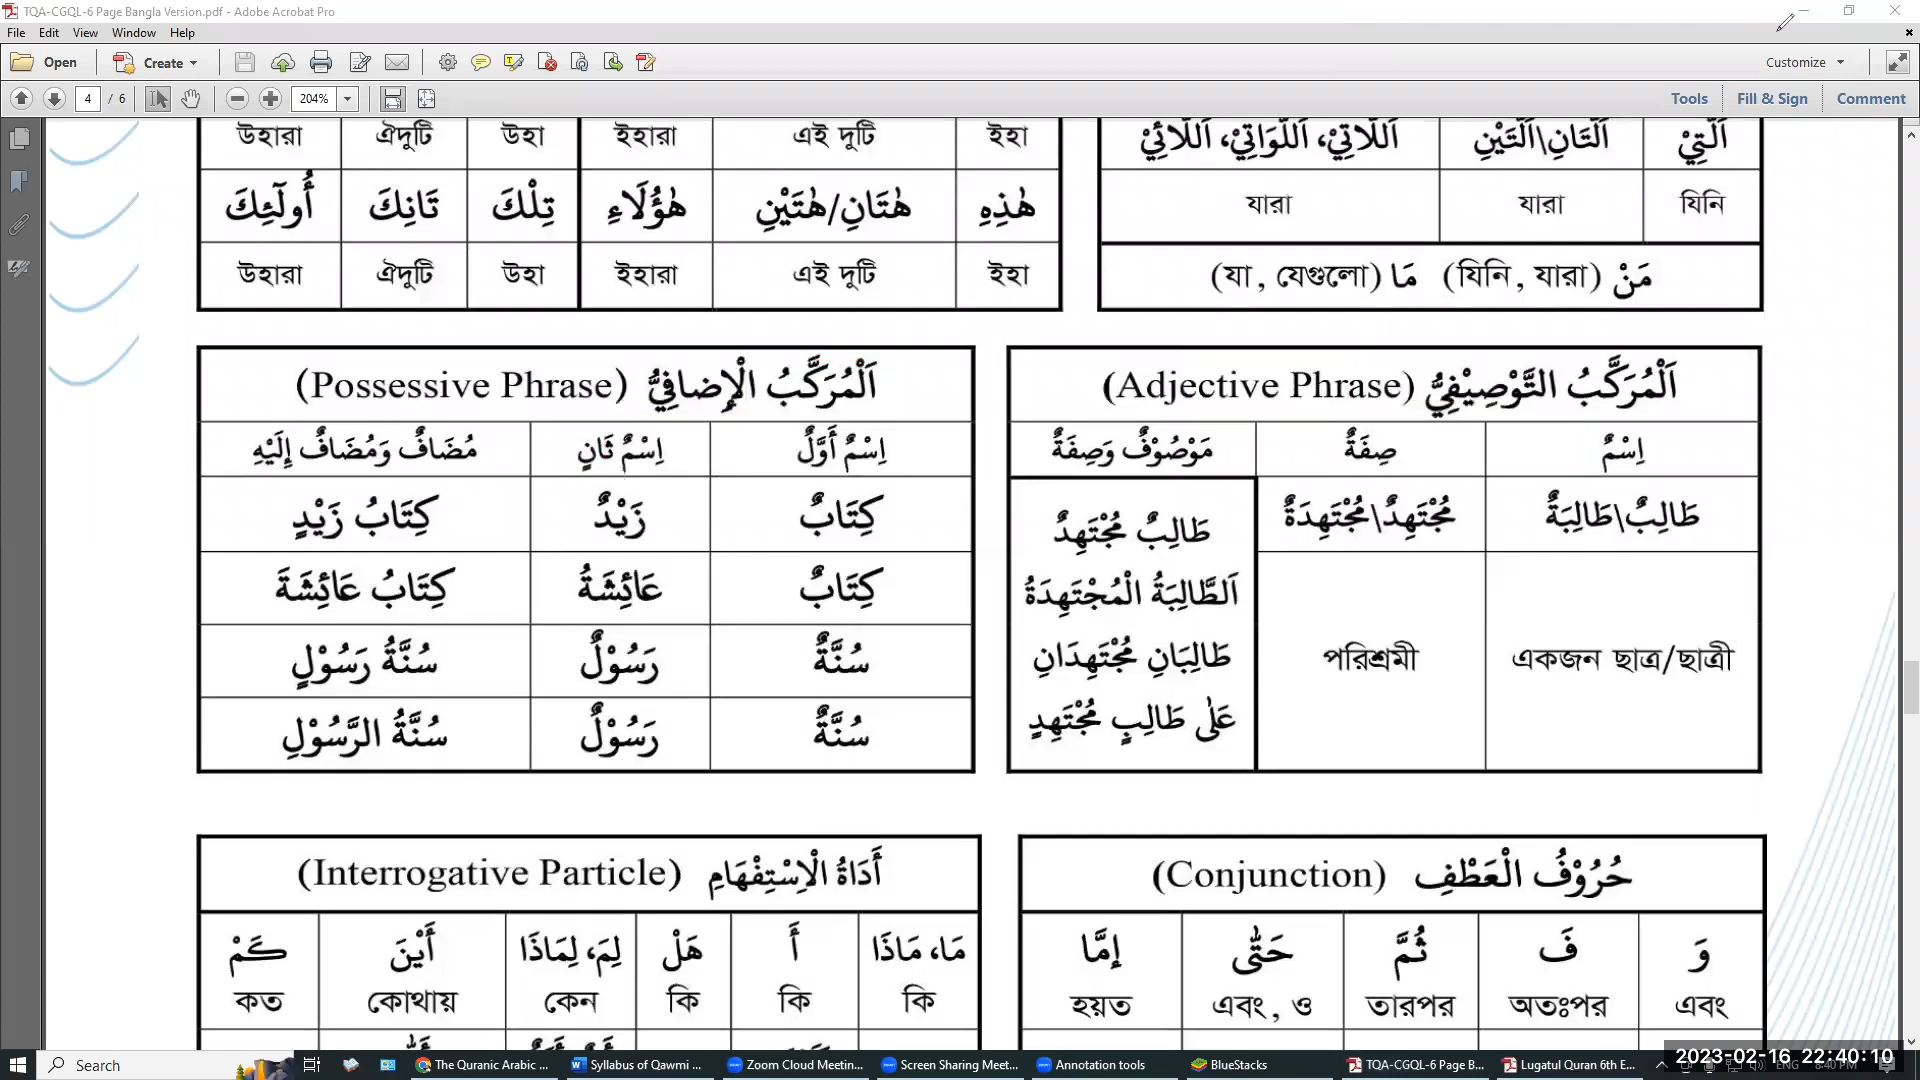 TQA-CGQL-6 Page Bangla Version.pdf - Adobe Acrobat Pro
File Edit View Window Help
Open Create Customize
4 / 6 204% Tools Fill & Sign Comment
উহারা ঐদুটি উহা ইহারা এই দুটি ইহা
أُولٰٓئِكَ تَانِكَ تِلْكَ هٰؤُلَاءِ هٰتَانِ/هٰتَيْنِ هٰذِهِ
উহারা ঐদুটি উহা ইহারা এই দুটি ইহা
اَللَّاتِيْ، اَللَّوَاتِيْ، اَللَّائِيْ اَلَّتَانِ\اَلَّتَيْنِ اَلَّتِيْ
যারা যারা যিনি
مَنْ (যিনি, যারা) مَا (যা, যেগুলো)
اَلْمُرَكَّبُ الْإِضَافِيُّ (Possessive Phrase)
اِسْمٌ أَوَّلٌ اِسْمٌ ثَانٍ مُضَافٌ وَمُضَافٌ إِلَيْهِ
كِتَابٌ زَيْدٌ كِتَابُ زَيْدٍ
كِتَابٌ عَائِشَةُ كِتَابُ عَائِشَةَ
سُنَّةٌ رَسُوْلٌ سُنَّةُ رَسُوْلٍ
سُنَّةٌ رَسُوْلٌ سُنَّةُ الرَّسُوْلِ
اَلْمُرَكَّبُ التَّوْصِيْفِيُّ (Adjective Phrase)
اِسْمٌ صِفَةٌ مَوْصُوْفٌ وَصِفَةٌ
طَالِبٌ\طَالِبَةٌ مُجْتَهِدٌ\مُجْتَهِدَةٌ
طَالِبٌ مُجْتَهِدٌ
اَلطَّالِبَةُ الْمُجْتَهِدَةُ
একজন ছাত্র/ছাত্রী পরিশ্রমী طَالِبَانِ مُجْتَهِدَانِ
عَلٰى طَالِبٍ مُجْتَهِدٍ
أَدَاةُ الْاِسْتِفْهَامِ (Interrogative Particle)
مَا، مَاذَا أَ هَلْ لِمَ، لِمَاذَا أَيْنَ كَمْ
কি কি কি কেন কোথায় কত
حُرُوْفُ الْعَطْفِ (Conjunction)
وَ فَ ثُمَّ حَتّٰى إِمَّا
এবং অতঃপর তারপর এবং, ও হয়ত
Search The Quranic Arabic ... Syllabus of Qawmi ... Zoom Cloud Meetin... Screen Sharing Meet... Annotation tools BlueStacks TQA-CGQL-6 Page B... Lugatul Quran 6th E...
2023-02-16 22:40:10